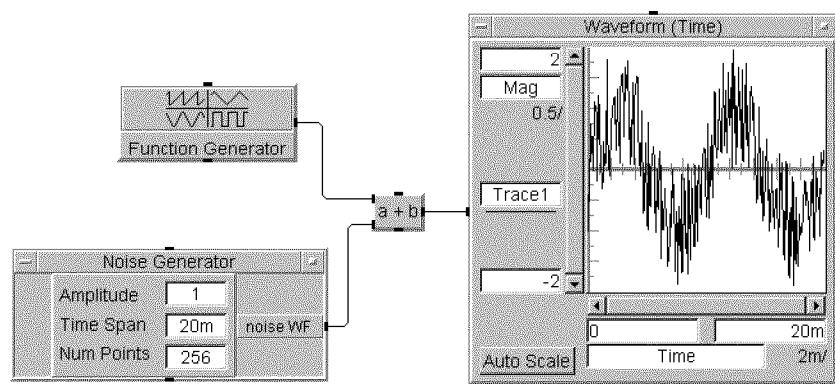 Function Generator
a + b
Noise Generator
Amplitude 1
Time Span 20m
Num Points 256
noise WF
Waveform (Time)
2
Mag
0.5/
Trace1
-2
0 20m
Auto Scale Time 2m/